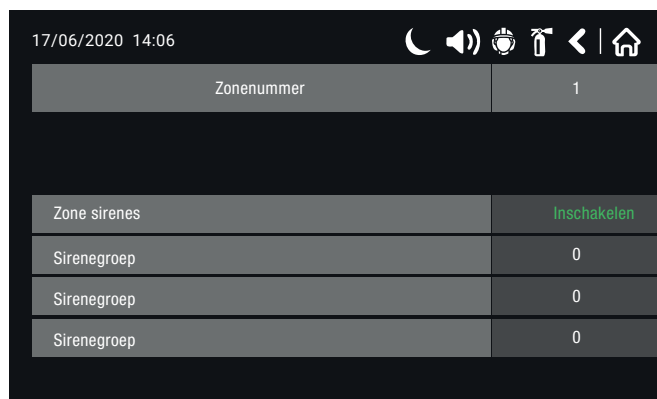 17/06/2020 14:06
Zonenummer 1
Zone sirenes Inschakelen
Sirenegroep 0
Sirenegroep 0
Sirenegroep 0